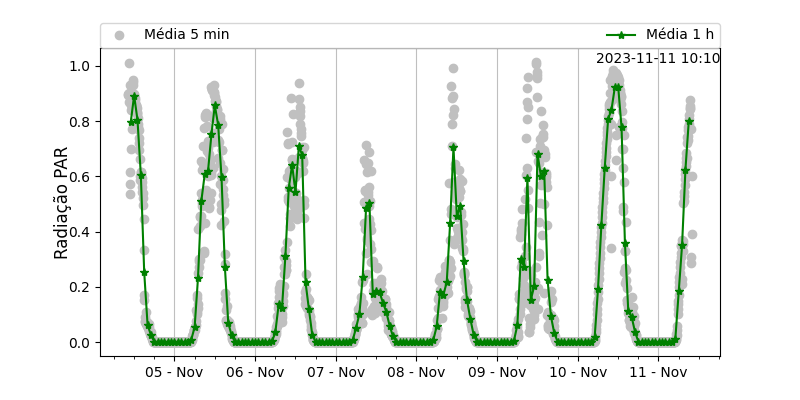 Média 5 min
Média 1 h
2023-11-11 10:10
Radiação PAR
1.0
0.8
0.6
0.4
0.2
0.0
05 - Nov
06 - Nov
07 - Nov
08 - Nov
09 - Nov
10 - Nov
11 - Nov